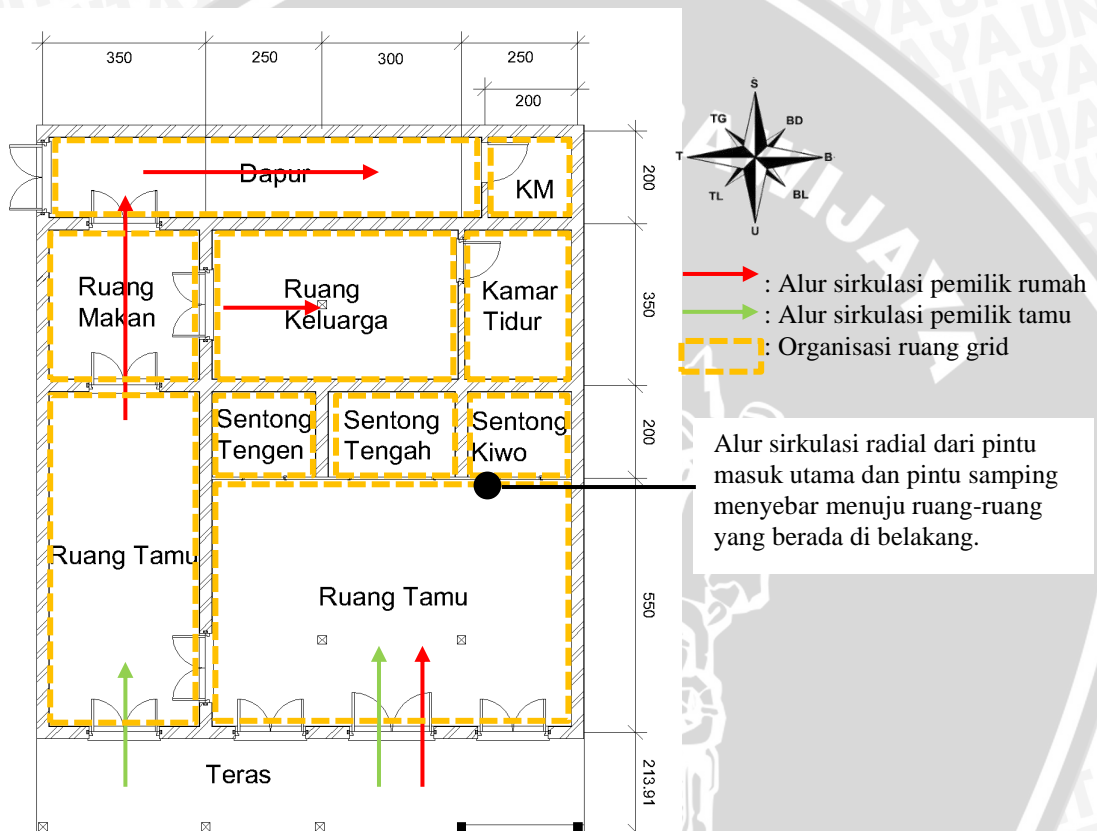 350
250
300
250
200
Dapur
KM
200
S
TG
BD
T
B
TL
BL
U
Ruang
Makan
Ruang
Keluarga
Kamar
Tidur
350
: Alur sirkulasi pemilik rumah
: Alur sirkulasi pemilik tamu
: Organisasi ruang grid
Sentong
Tengen
Sentong
Tengah
Sentong
Kiwo
200
Alur sirkulasi radial dari pintu
masuk utama dan pintu samping
menyebar menuju ruang-ruang
yang berada di belakang.
Ruang Tamu
Ruang Tamu
550
Teras
213.91